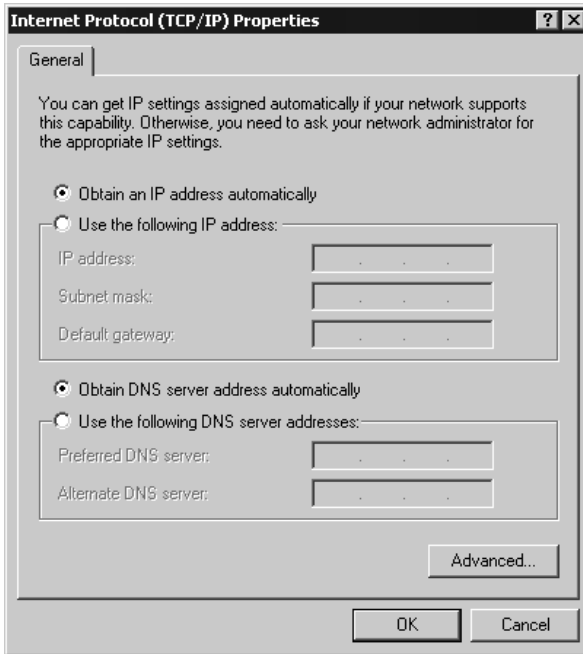 Internet Protocol (TCP/IP) Properties
General
You can get IP settings assigned automatically if your network supports
this capability. Otherwise, you need to ask your network administrator for
the appropriate IP settings.
Obtain an IP address automatically
Use the following IP address:
IP address:
Subnet mask:
Default gateway:
Obtain DNS server address automatically
Use the following DNS server addresses:
Preferred DNS server:
Alternate DNS server:
Advanced...
OK Cancel